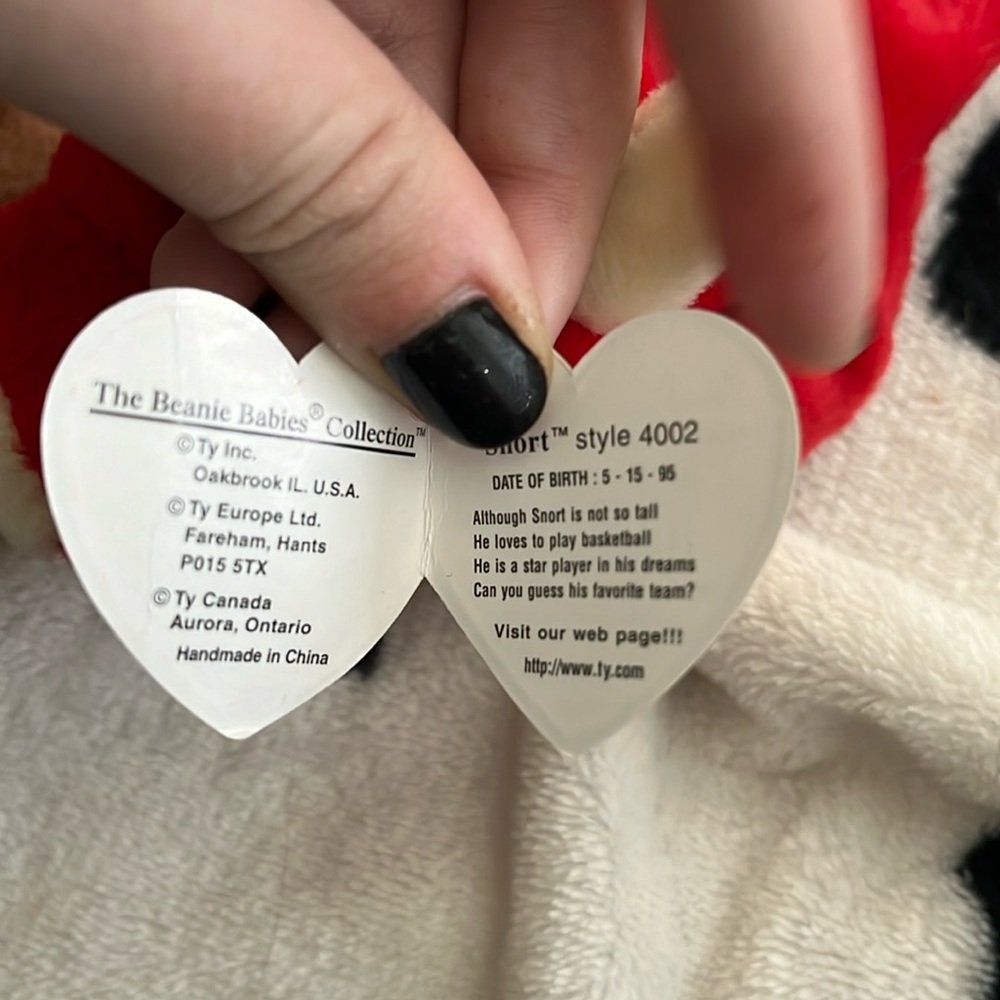 The Beanie Babies® Collection™
©Ty Inc.
Oakbrook IL. U.S.A.
©Ty Europe Ltd.
Fareham, Hants
P015 5TX
©Ty Canada
Aurora, Ontario
Handmade in China
Snort™ style 4002
DATE OF BIRTH : 5 - 15 - 95
Although Snort is not so tall
He loves to play basketball
He is a star player in his dreams
Can you guess his favorite team?
Visit our web page!!!
http://www.ty.com